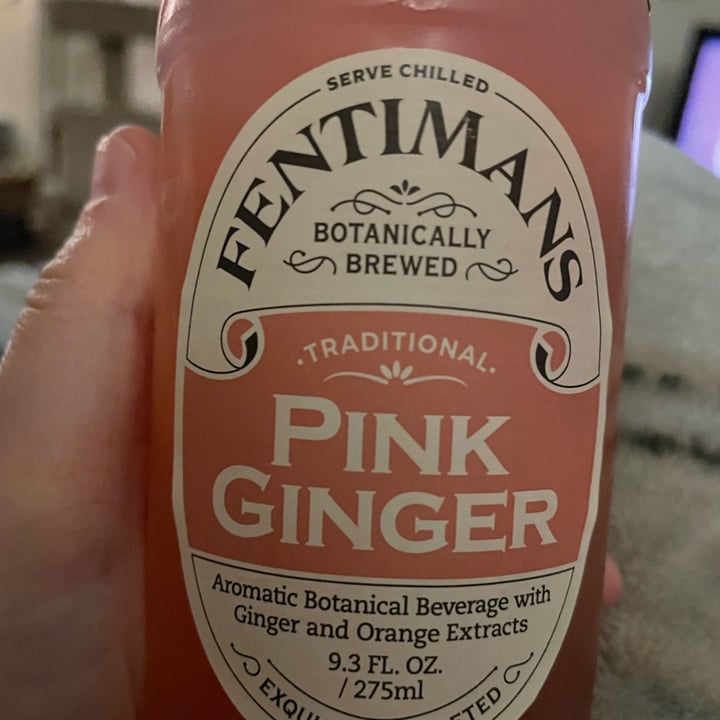 SERVE CHILLED
FENTIMANS
BOTANICALLY
BREWED
·TRADITIONAL·
PINK
GINGER
Aromatic Botanical Beverage with
Ginger and Orange Extracts
9.3 FL. OZ.
/ 275ml